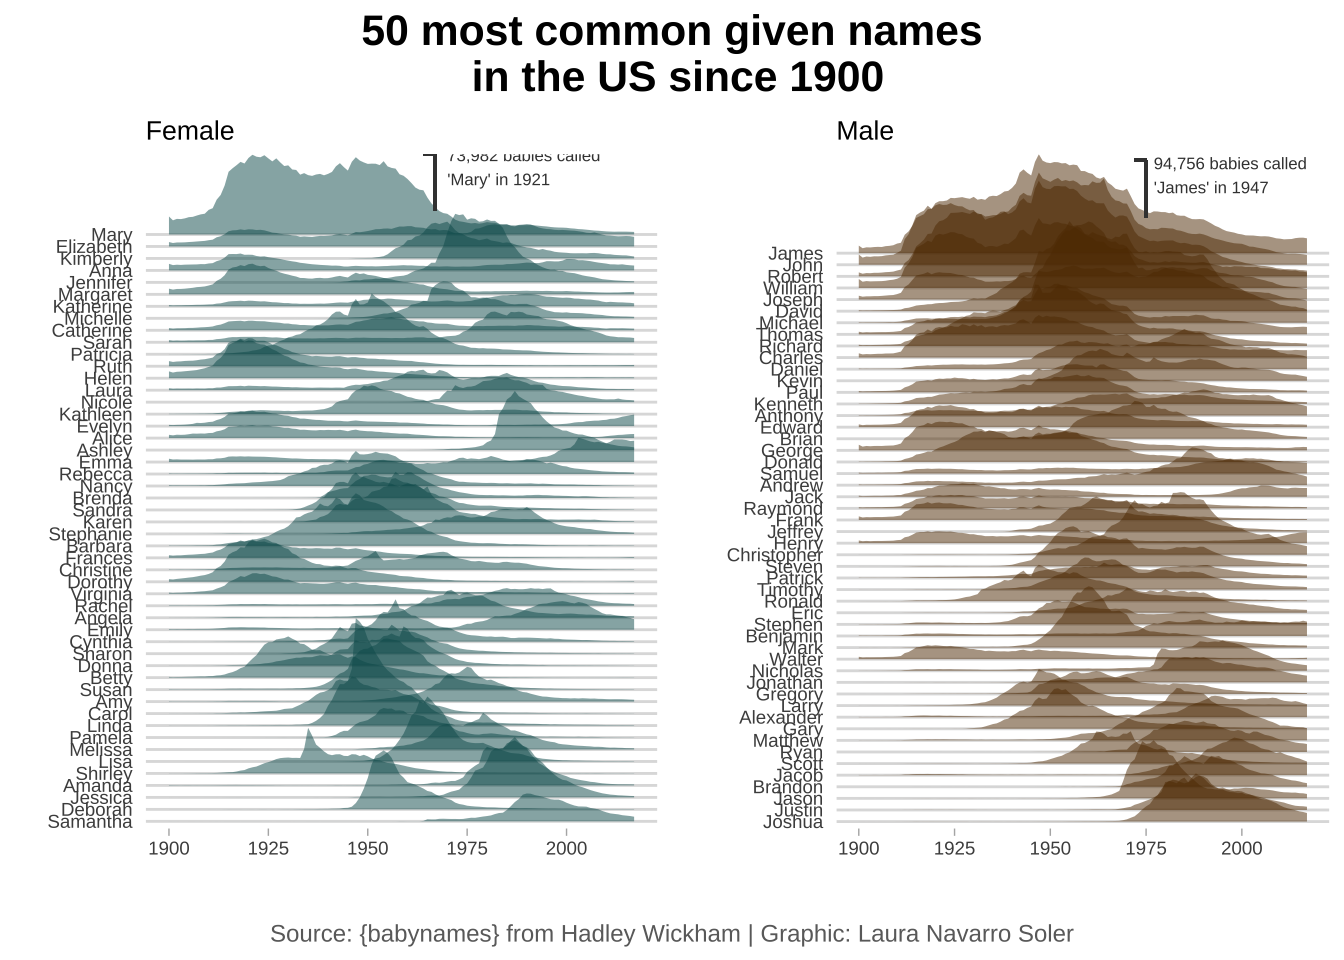 50 most common given names
in the US since 1900
Female
73,982 babies called
'Mary' in 1921
Mary
Elizabeth
Kimberly
Anna
Jennifer
Margaret
Katherine
Michelle
Catherine
Sarah
Patricia
Ruth
Helen
Laura
Nicole
Kathleen
Evelyn
Alice
Ashley
Emma
Rebecca
Nancy
Brenda
Sandra
Karen
Stephanie
Barbara
Frances
Christine
Dorothy
Virginia
Rachel
Angela
Emily
Cynthia
Sharon
Donna
Betty
Susan
Amy
Carol
Linda
Pamela
Melissa
Lisa
Shirley
Amanda
Jessica
Deborah
Samantha
1900 1925 1950 1975 2000
Male
94,756 babies called
'James' in 1947
James
John
Robert
William
Joseph
David
Michael
Thomas
Richard
Charles
Daniel
Kevin
Paul
Kenneth
Anthony
Edward
Brian
George
Donald
Samuel
Andrew
Jack
Raymond
Frank
Jeffrey
Henry
Christopher
Steven
Patrick
Timothy
Ronald
Eric
Stephen
Benjamin
Mark
Walter
Nicholas
Jonathan
Gregory
Larry
Alexander
Gary
Matthew
Ryan
Scott
Jacob
Brandon
Jason
Justin
Joshua
1900 1925 1950 1975 2000
Source: {babynames} from Hadley Wickham | Graphic: Laura Navarro Soler